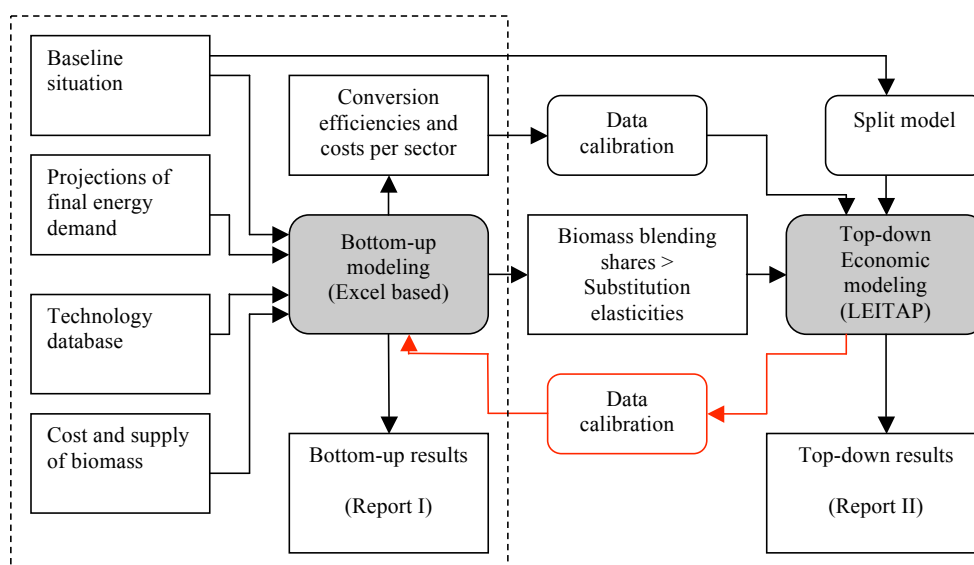 Baseline
situation
Projections of
final energy
demand
Technology
database
Cost and supply
of biomass
Conversion
efficiencies and
costs per sector
Bottom-up
modeling
(Excel based)
Bottom-up results
(Report I)
Data
calibration
Biomass blending
shares >
Substitution
elasticities
Data
calibration
Split model
Top-down
Economic
modeling
(LEITAP)
Top-down results
(Report II)